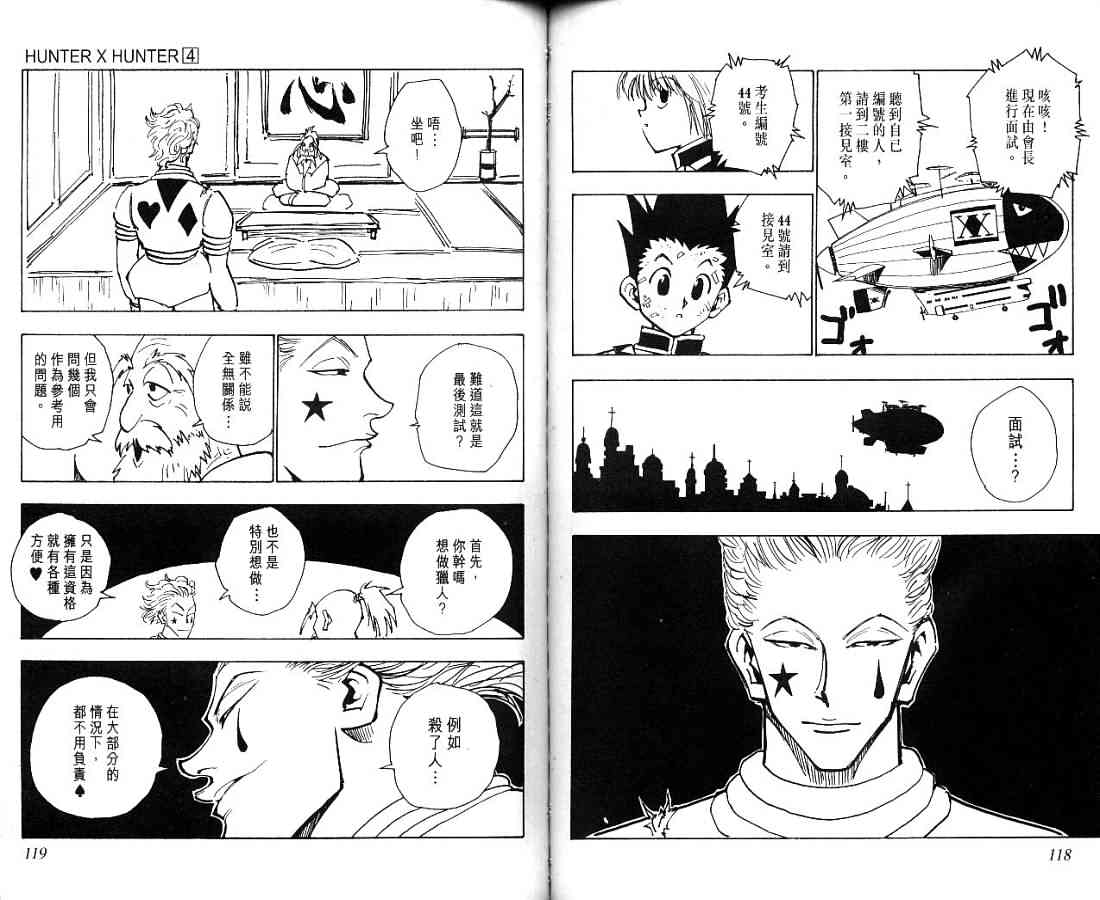 咳咳！
現在由會長
進行面試。
聽到自已
編號的人，
請到二樓
第一接見室。
ゴォ
ゴォ
考生編號
44號。
44號請到
接見室。
面試…？
118
HUNTER X HUNTER 4
心
唔…
坐吧！
難道這就是
最後測試？
雖不能說
全無關係…
但我只會
問幾個
作為參考用
的問題。
首先，
你幹嗎
想做獵人？
也不是
特別想做…
只是因為
擁有這資格
就有各種
方便♥
例如
殺了人…
在大部分的
情況下，
都不用負責♠
119